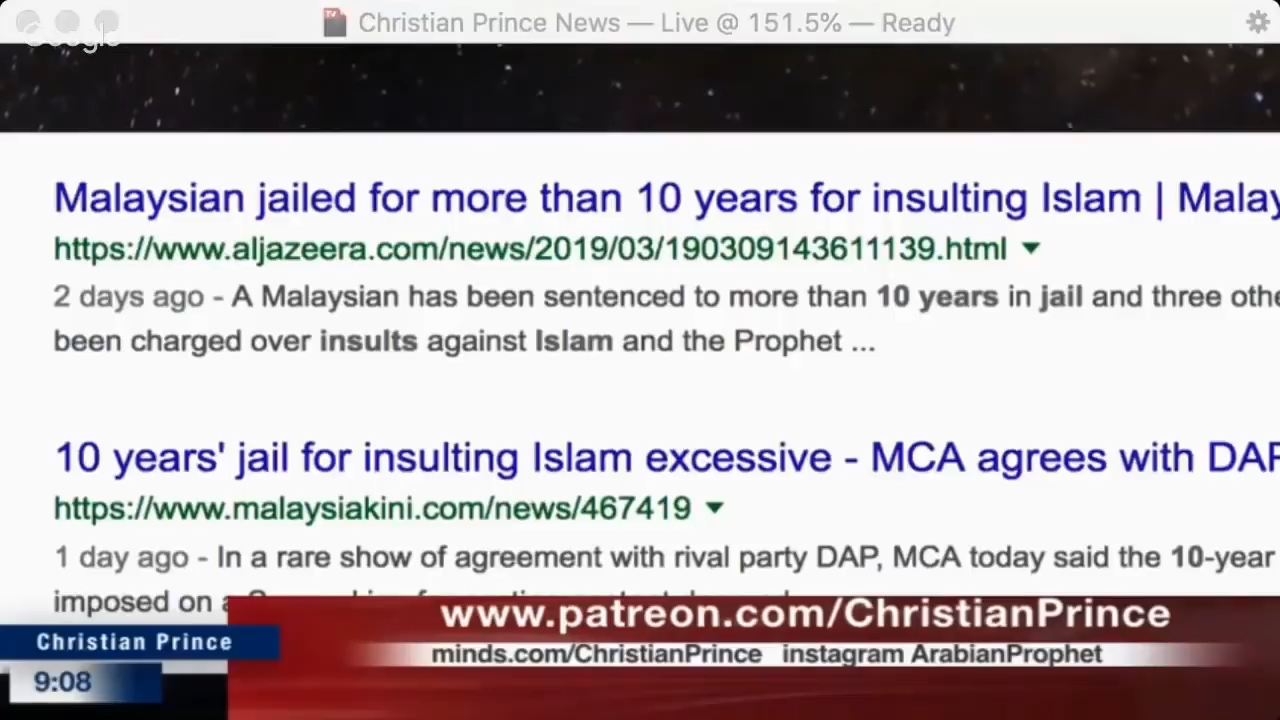 Christian Prince News — Live @ 151.5% — Ready
Google
Malaysian jailed for more than 10 years for insulting Islam | Malay
https://www.aljazeera.com/news/2019/03/190309143611139.html
2 days ago - A Malaysian has been sentenced to more than 10 years in jail and three othe
been charged over insults against Islam and the Prophet ...
10 years' jail for insulting Islam excessive - MCA agrees with DAP
https://www.malaysiakini.com/news/467419
1 day ago - In a rare show of agreement with rival party DAP, MCA today said the 10-year
imposed on a
www.patreon.com/ChristianPrince
Christian Prince
minds.com/ChristianPrince instagram ArabianProphet
9:08